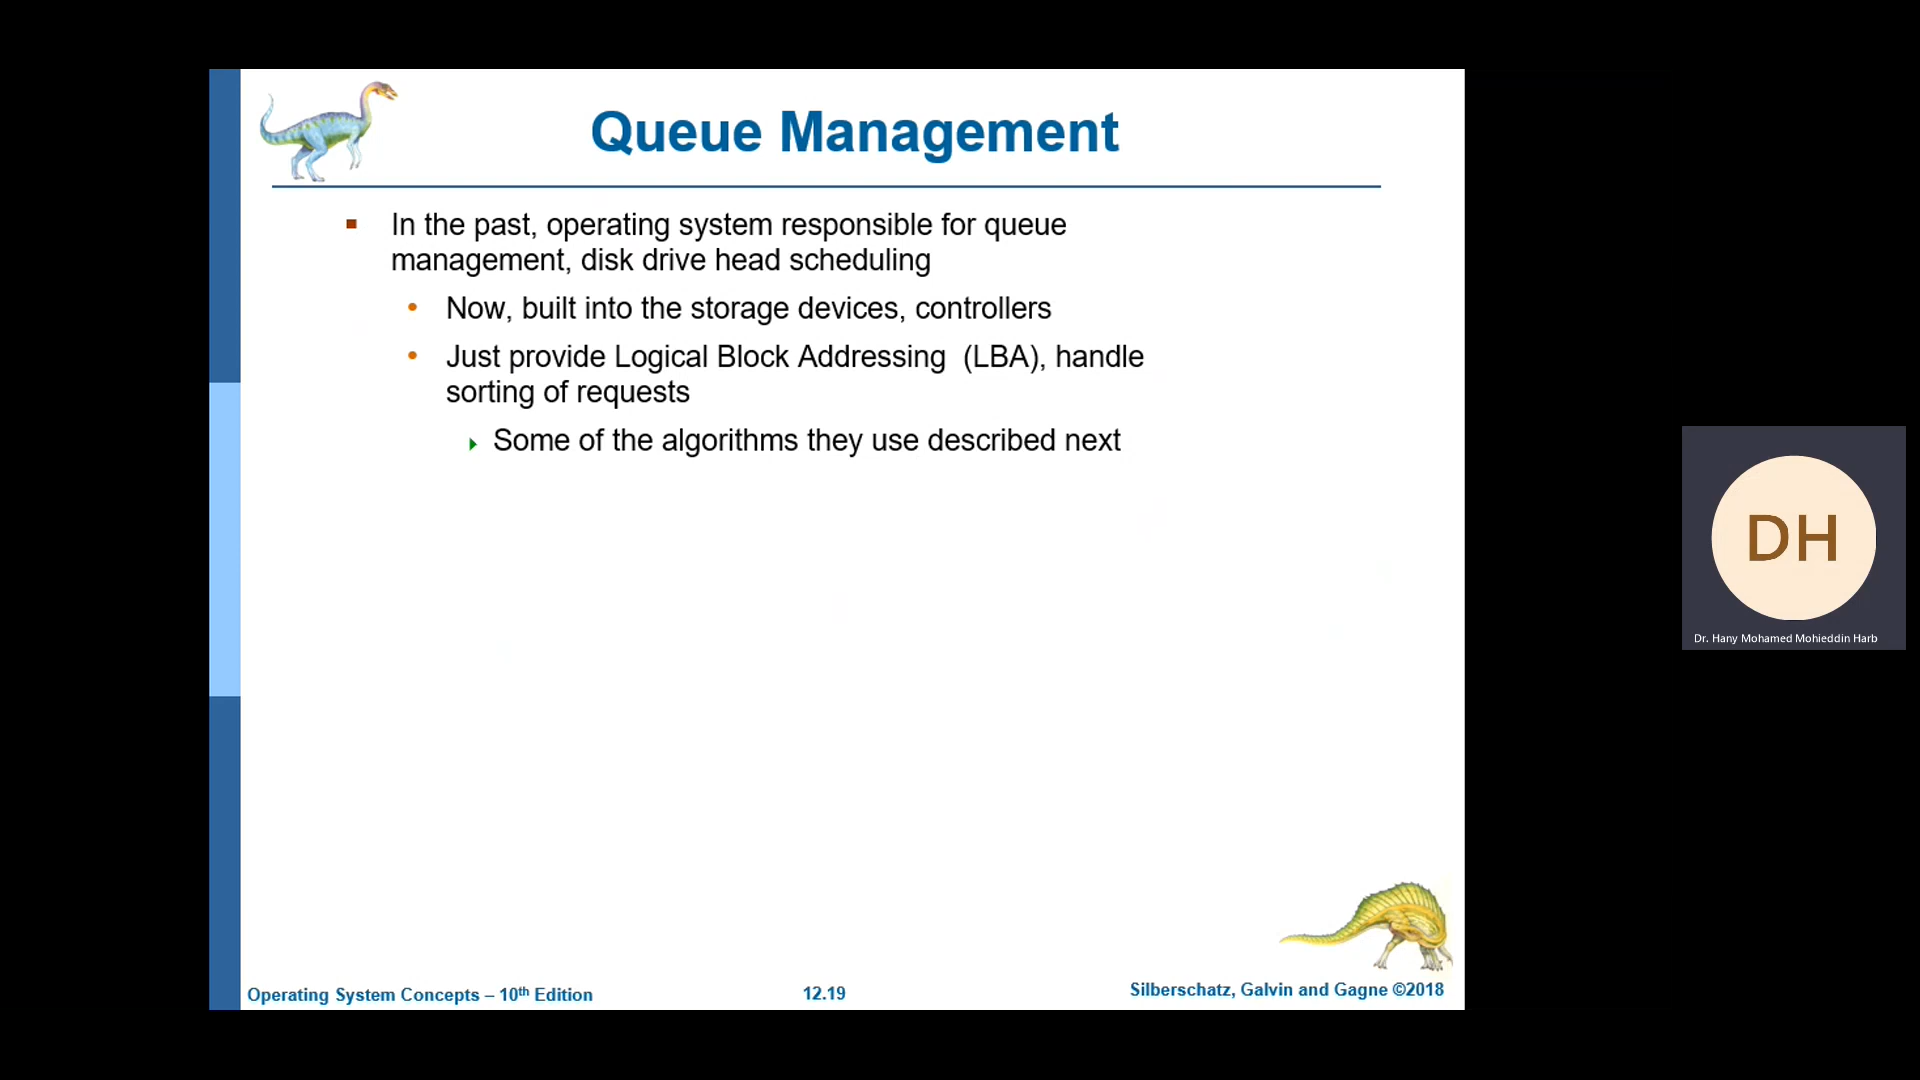 Queue Management
In the past, operating system responsible for queue
management, disk drive head scheduling
Now, built into the storage devices, controllers
Just provide Logical Block Addressing  (LBA), handle
sorting of requests
Some of the algorithms they use described next
DH
Dr. Hany Mohamed Mohieddin Harb
Operating System Concepts – 10th Edition
12.19
Silberschatz, Galvin and Gagne ©2018